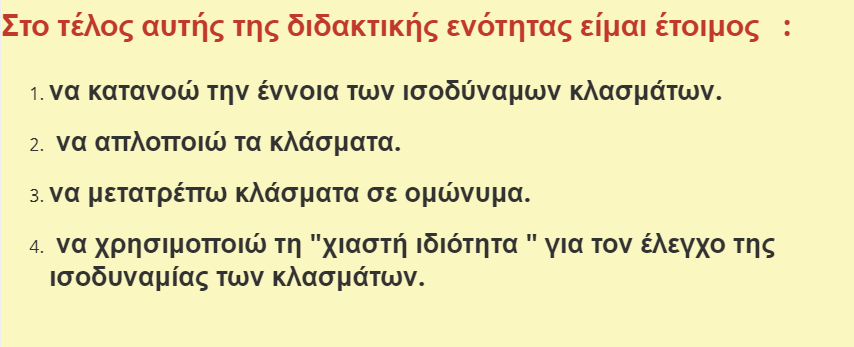 Στο τέλος αυτής της διδακτικής ενότητας είμαι έτοιμος :
1. να κατανοώ την έννοια των ισοδύναμων κλασμάτων.
2. να απλοποιώ τα κλάσματα.
3. να μετατρέπω κλάσματα σε ομώνυμα.
4. να χρησιμοποιώ τη "χιαστή ιδιότητα " για τον έλεγχο της
ισοδυναμίας των κλασμάτων.